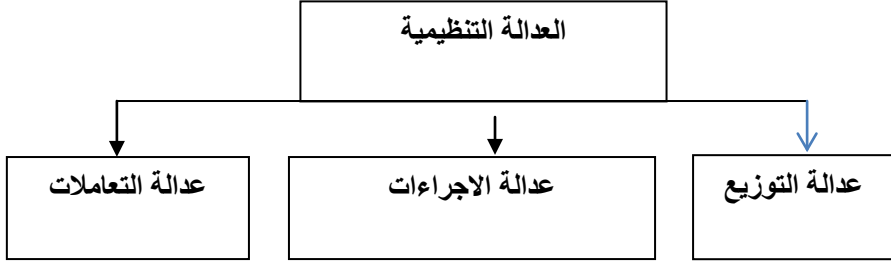 العدالة التنظيمية
عدالة التوزيع
عدالة الاجراءات
عدالة التعاملات